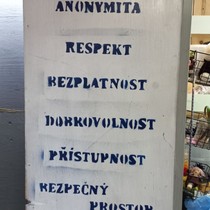 ANONYMITA
RESPEKT
BEZPLATNOST
DOBROVOLNOST
PŘÍSTUPNOST
BEZPEČNÝ
PROSTOR